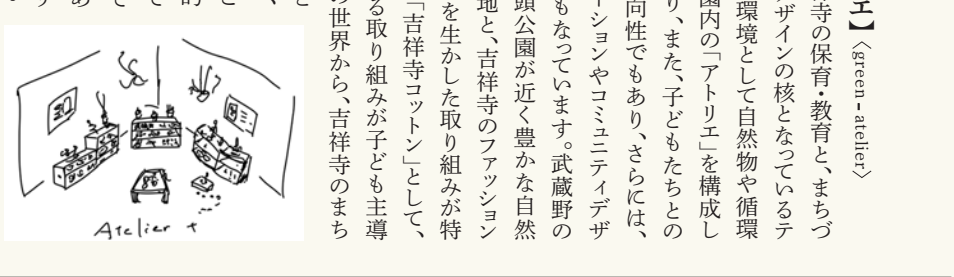 エ】〈green-atelier〉
寺の保育・教育と、まちづ
ザインの核となっているテ
環境として自然物や循環
園内の「アトリエ」を構成し
り、また、子どもたちとの
向性でもあり、さらには、
ーションやコミュニティデザ
もなっています。武蔵野の
頭公園が近く豊かな自然
地と、吉祥寺のファッション
を生かした取り組みが特
「吉祥寺コットン」として、
る取り組みが子ども主導
の世界から、吉祥寺のまち
Atelier +